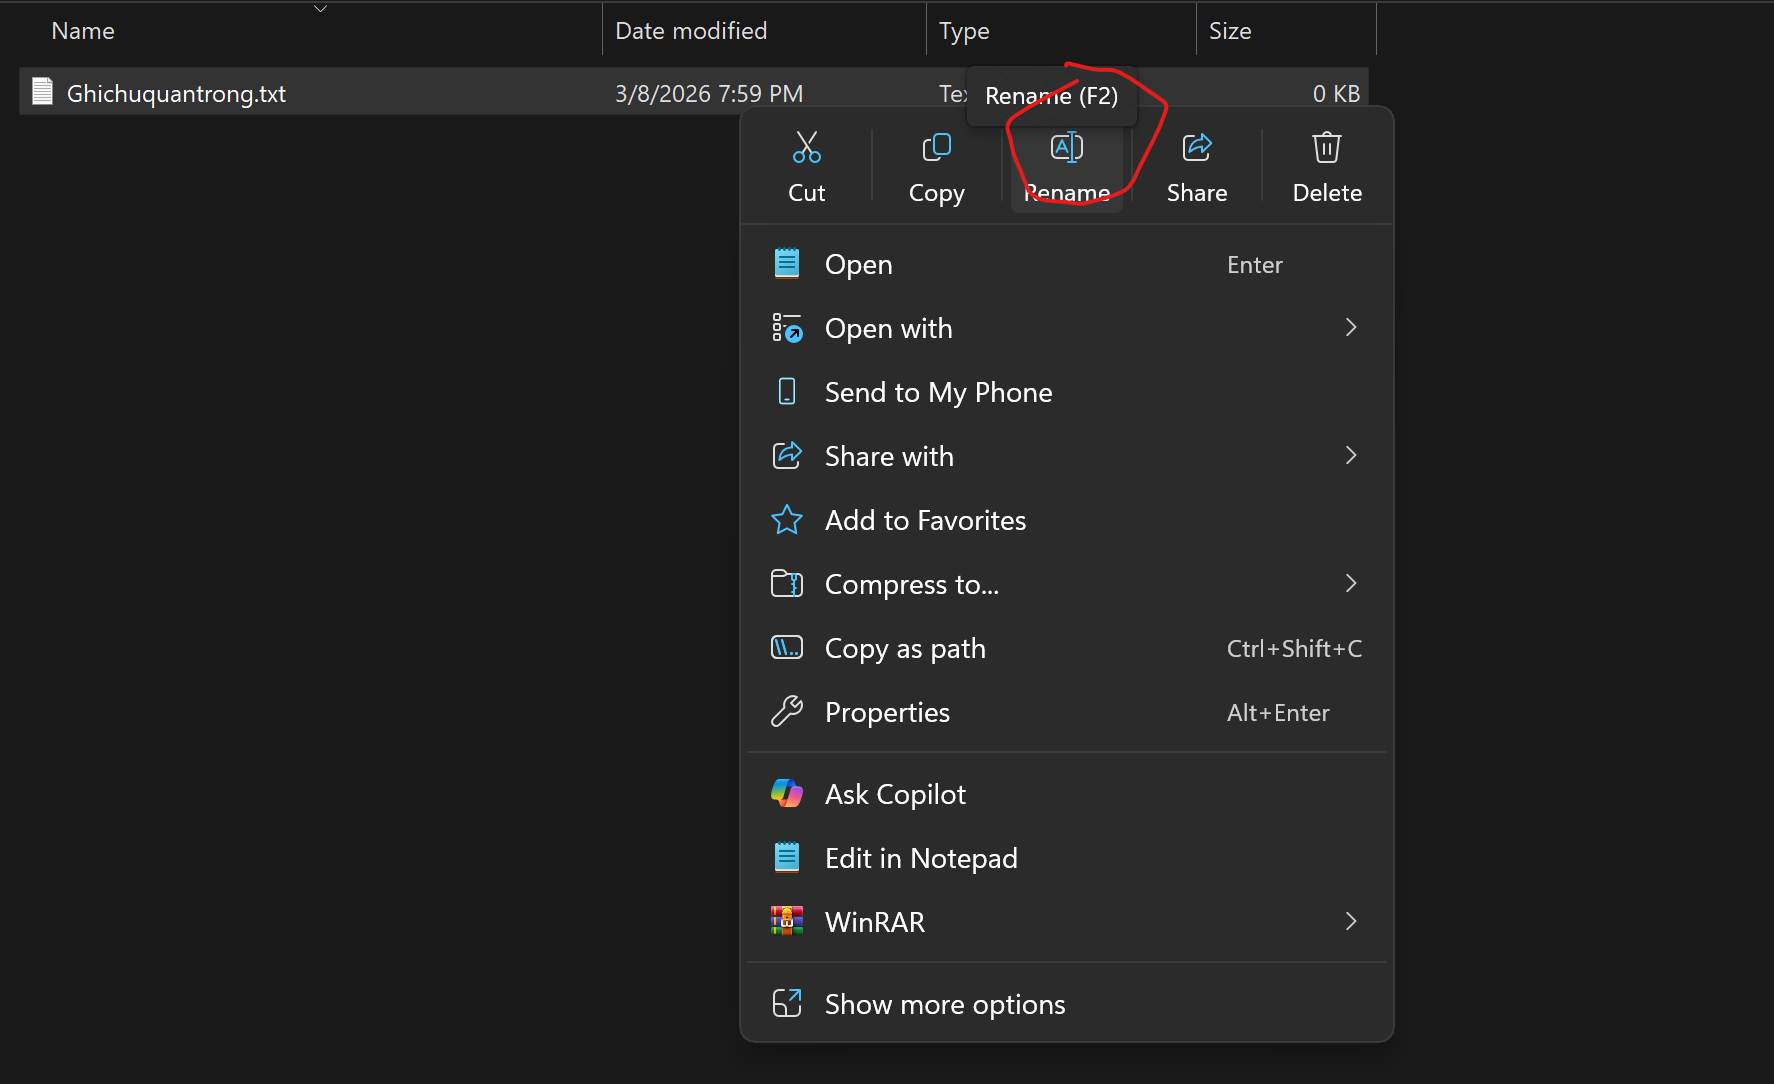 Name Date modified Type Size
Ghichuquantrong.txt 3/8/2026 7:59 PM Tex 0 KB
Rename (F2)
Cut Copy Rename Share Delete
Open Enter
Open with
Send to My Phone
Share with
Add to Favorites
Compress to...
Copy as path Ctrl+Shift+C
Properties Alt+Enter
Ask Copilot
Edit in Notepad
WinRAR
Show more options